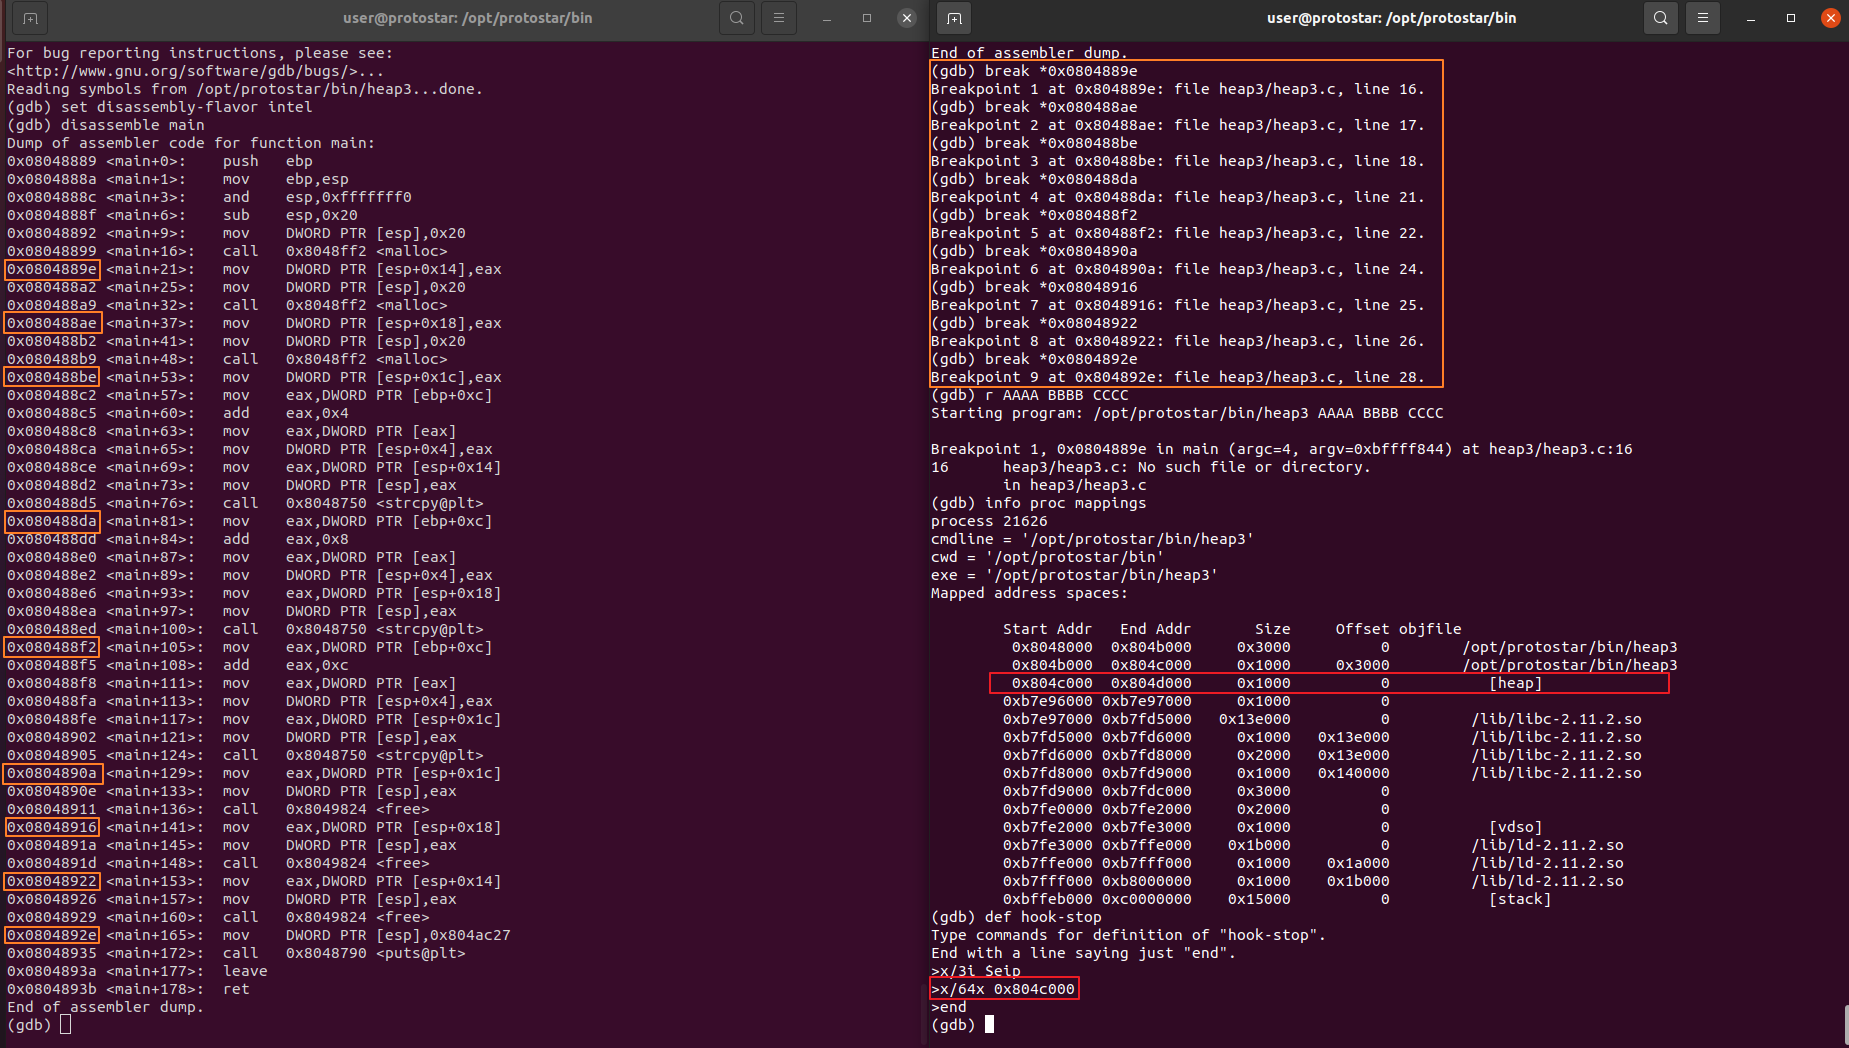 user@protostar: /opt/protostar/bin
For bug reporting instructions, please see:
<http://www.gnu.org/software/gdb/bugs/>...
Reading symbols from /opt/protostar/bin/heap3...done.
(gdb) set disassembly-flavor intel
(gdb) disassemble main
Dump of assembler code for function main:
0x08048889 <main+0>:    push   ebp
0x0804888a <main+1>:    mov    ebp,esp
0x0804888c <main+3>:    and    esp,0xfffffff0
0x0804888f <main+6>:    sub    esp,0x20
0x08048892 <main+9>:    mov    DWORD PTR [esp],0x20
0x08048899 <main+16>:   call   0x8048ff2 <malloc>
0x0804889e <main+21>:   mov    DWORD PTR [esp+0x14],eax
0x080488a2 <main+25>:   mov    DWORD PTR [esp],0x20
0x080488a9 <main+32>:   call   0x8048ff2 <malloc>
0x080488ae <main+37>:   mov    DWORD PTR [esp+0x18],eax
0x080488b2 <main+41>:   mov    DWORD PTR [esp],0x20
0x080488b9 <main+48>:   call   0x8048ff2 <malloc>
0x080488be <main+53>:   mov    DWORD PTR [esp+0x1c],eax
0x080488c2 <main+57>:   mov    eax,DWORD PTR [ebp+0xc]
0x080488c5 <main+60>:   add    eax,0x4
0x080488c8 <main+63>:   mov    eax,DWORD PTR [eax]
0x080488ca <main+65>:   mov    DWORD PTR [esp+0x4],eax
0x080488ce <main+69>:   mov    eax,DWORD PTR [esp+0x14]
0x080488d2 <main+73>:   mov    DWORD PTR [esp],eax
0x080488d5 <main+76>:   call   0x8048750 <strcpy@plt>
0x080488da <main+81>:   mov    eax,DWORD PTR [ebp+0xc]
0x080488dd <main+84>:   add    eax,0x8
0x080488e0 <main+87>:   mov    eax,DWORD PTR [eax]
0x080488e2 <main+89>:   mov    DWORD PTR [esp+0x4],eax
0x080488e6 <main+93>:   mov    eax,DWORD PTR [esp+0x18]
0x080488ea <main+97>:   mov    DWORD PTR [esp],eax
0x080488ed <main+100>:  call   0x8048750 <strcpy@plt>
0x080488f2 <main+105>:  mov    eax,DWORD PTR [ebp+0xc]
0x080488f5 <main+108>:  add    eax,0xc
0x080488f8 <main+111>:  mov    eax,DWORD PTR [eax]
0x080488fa <main+113>:  mov    DWORD PTR [esp+0x4],eax
0x080488fe <main+117>:  mov    eax,DWORD PTR [esp+0x1c]
0x08048902 <main+121>:  mov    DWORD PTR [esp],eax
0x08048905 <main+124>:  call   0x8048750 <strcpy@plt>
0x0804890a <main+129>:  mov    eax,DWORD PTR [esp+0x1c]
0x0804890e <main+133>:  mov    DWORD PTR [esp],eax
0x08048911 <main+136>:  call   0x8049824 <free>
0x08048916 <main+141>:  mov    eax,DWORD PTR [esp+0x18]
0x0804891a <main+145>:  mov    DWORD PTR [esp],eax
0x0804891d <main+148>:  call   0x8049824 <free>
0x08048922 <main+153>:  mov    eax,DWORD PTR [esp+0x14]
0x08048926 <main+157>:  mov    DWORD PTR [esp],eax
0x08048929 <main+160>:  call   0x8049824 <free>
0x0804892e <main+165>:  mov    DWORD PTR [esp],0x804ac27
0x08048935 <main+172>:  call   0x8048790 <puts@plt>
0x0804893a <main+177>:  leave
0x0804893b <main+178>:  ret
End of assembler dump.
(gdb)
user@protostar: /opt/protostar/bin
End of assembler dump.
(gdb) break *0x0804889e
Breakpoint 1 at 0x804889e: file heap3/heap3.c, line 16.
(gdb) break *0x080488ae
Breakpoint 2 at 0x80488ae: file heap3/heap3.c, line 17.
(gdb) break *0x080488be
Breakpoint 3 at 0x80488be: file heap3/heap3.c, line 18.
(gdb) break *0x080488da
Breakpoint 4 at 0x80488da: file heap3/heap3.c, line 21.
(gdb) break *0x080488f2
Breakpoint 5 at 0x80488f2: file heap3/heap3.c, line 22.
(gdb) break *0x0804890a
Breakpoint 6 at 0x804890a: file heap3/heap3.c, line 24.
(gdb) break *0x08048916
Breakpoint 7 at 0x8048916: file heap3/heap3.c, line 25.
(gdb) break *0x08048922
Breakpoint 8 at 0x8048922: file heap3/heap3.c, line 26.
(gdb) break *0x0804892e
Breakpoint 9 at 0x804892e: file heap3/heap3.c, line 28.
(gdb) r AAAA BBBB CCCC
Starting program: /opt/protostar/bin/heap3 AAAA BBBB CCCC
Breakpoint 1, 0x0804889e in main (argc=4, argv=0xbffff844) at heap3/heap3.c:16
16      heap3/heap3.c: No such file or directory.
in heap3/heap3.c
(gdb) info proc mappings
process 21626
cmdline = '/opt/protostar/bin/heap3'
cwd = '/opt/protostar/bin'
exe = '/opt/protostar/bin/heap3'
Mapped address spaces:
Start Addr   End Addr       Size     Offset objfile
0x8048000  0x804b000     0x3000          0        /opt/protostar/bin/heap3
0x804b000  0x804c000     0x1000     0x3000        /opt/protostar/bin/heap3
0x804c000  0x804d000     0x1000          0           [heap]
0xb7e96000 0xb7e97000     0x1000          0
0xb7e97000 0xb7fd5000   0x13e000          0         /lib/libc-2.11.2.so
0xb7fd5000 0xb7fd6000     0x1000   0x13e000         /lib/libc-2.11.2.so
0xb7fd6000 0xb7fd8000     0x2000   0x13e000         /lib/libc-2.11.2.so
0xb7fd8000 0xb7fd9000     0x1000   0x140000         /lib/libc-2.11.2.so
0xb7fd9000 0xb7fdc000     0x3000          0
0xb7fe0000 0xb7fe2000     0x2000          0
0xb7fe2000 0xb7fe3000     0x1000          0           [vdso]
0xb7fe3000 0xb7ffe000    0x1b000          0         /lib/ld-2.11.2.so
0xb7ffe000 0xb7fff000     0x1000    0x1a000         /lib/ld-2.11.2.so
0xb7fff000 0xb8000000     0x1000    0x1b000         /lib/ld-2.11.2.so
0xbffeb000 0xc0000000    0x15000          0           [stack]
(gdb) def hook-stop
Type commands for definition of "hook-stop".
End with a line saying just "end".
>x/3i $eip
>x/64x 0x804c000
>end
(gdb)